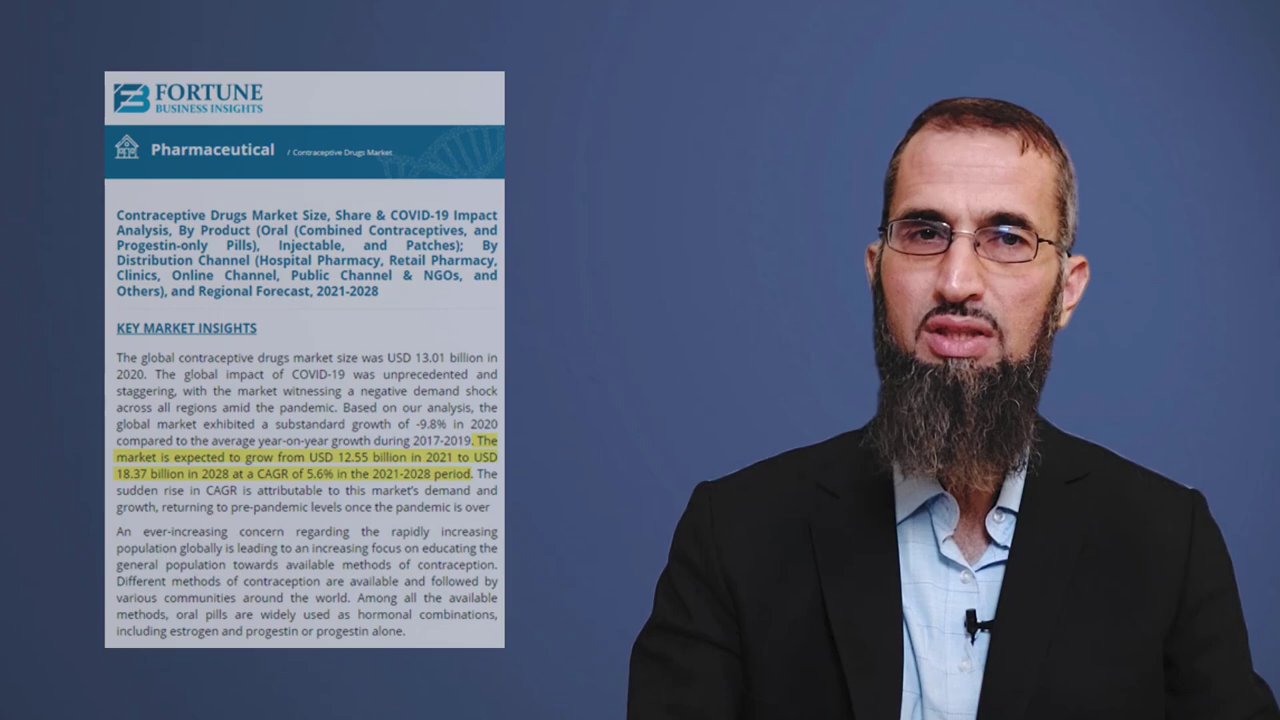 FORTUNE
BUSINESS INSIGHTS
Pharmaceutical / Contraceptive Drugs Market
Contraceptive Drugs Market Size, Share & COVID-19 Impact
Analysis, By Product (Oral (Combined Contraceptives, and
Progestin-only Pills), Injectable, and Patches); By
Distribution Channel (Hospital Pharmacy, Retail Pharmacy,
Clinics, Online Channel, Public Channel & NGOs, and
Others), and Regional Forecast, 2021-2028
KEY MARKET INSIGHTS
The global contraceptive drugs market size was USD 13.01 billion in
2020. The global impact of COVID-19 was unprecedented and
staggering, with the market witnessing a negative demand shock
across all regions amid the pandemic. Based on our analysis, the
global market exhibited a substandard growth of -9.8% in 2020
compared to the average year-on-year growth during 2017-2019. The
market is expected to grow from USD 12.55 billion in 2021 to USD
18.37 billion in 2028 at a CAGR of 5.6% in the 2021-2028 period. The
sudden rise in CAGR is attributable to this market's demand and
growth, returning to pre-pandemic levels once the pandemic is over
An ever-increasing concern regarding the rapidly increasing
population globally is leading to an increasing focus on educating the
general population towards available methods of contraception.
Different methods of contraception are available and followed by
various communities around the world. Among all the available
methods, oral pills are widely used as hormonal combinations,
including estrogen and progestin or progestin alone.